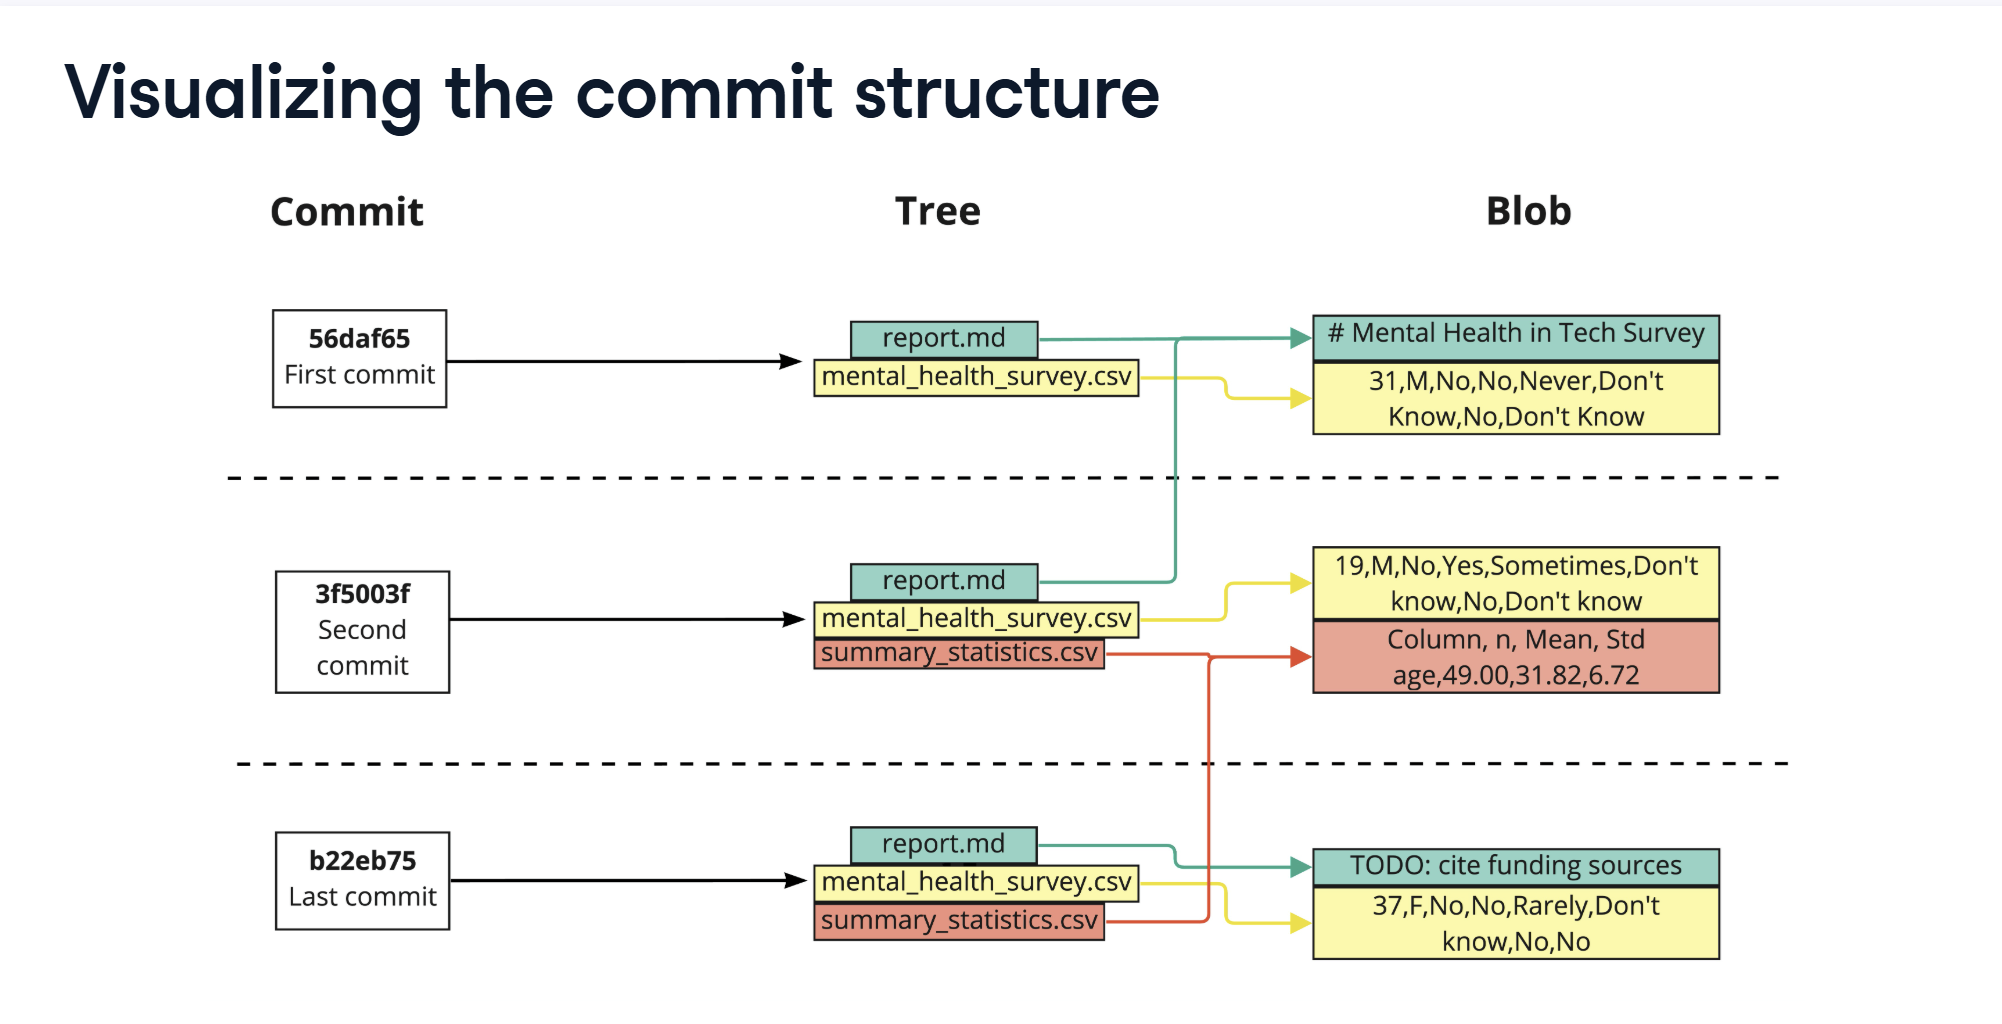 Visualizing the commit structure
Commit
Tree
Blob
56daf65
First commit
report.md
mental_health_survey.csv
# Mental Health in Tech Survey
31,M,No,No,Never,Don't
Know,No,Don't Know
3f5003f
Second
commit
report.md
mental_health_survey.csv
summary_statistics.csv
19,M,No,Yes,Sometimes,Don't
know,No,Don't know
Column, n, Mean, Std
age,49.00,31.82,6.72
b22eb75
Last commit
report.md
mental_health_survey.csv
summary_statistics.csv
TODO: cite funding sources
37,F,No,No,Rarely,Don't
know,No,No